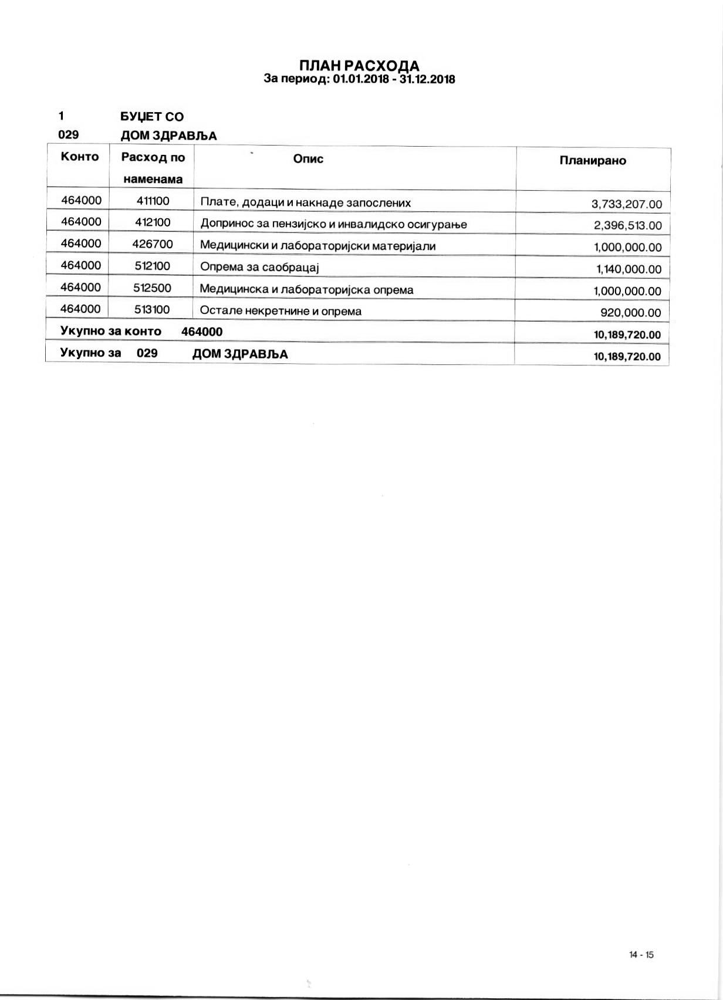 ПЛАН РАСХОДА
За период: 01.01.2018 - 31.12.2018
1 БУЏЕТ СО
029 ДОМ ЗДРАВЉА
Конто Расход по наменама Опис Планирано
464000 411100 Плате, додаци и накнаде запослених 3,733,207.00
464000 412100 Допринос за пензијско и инвалидско осигурање 2,396,513.00
464000 426700 Медицински и лабораторијски материјали 1,000,000.00
464000 512100 Опрема за саобрацај 1,140,000.00
464000 512500 Медицинска и лабораторијска опрема 1,000,000.00
464000 513100 Остале некретнине и опрема 920,000.00
Укупно за конто 464000 10,189,720.00
Укупно за 029 ДОМ ЗДРАВЉА 10,189,720.00
14 - 15